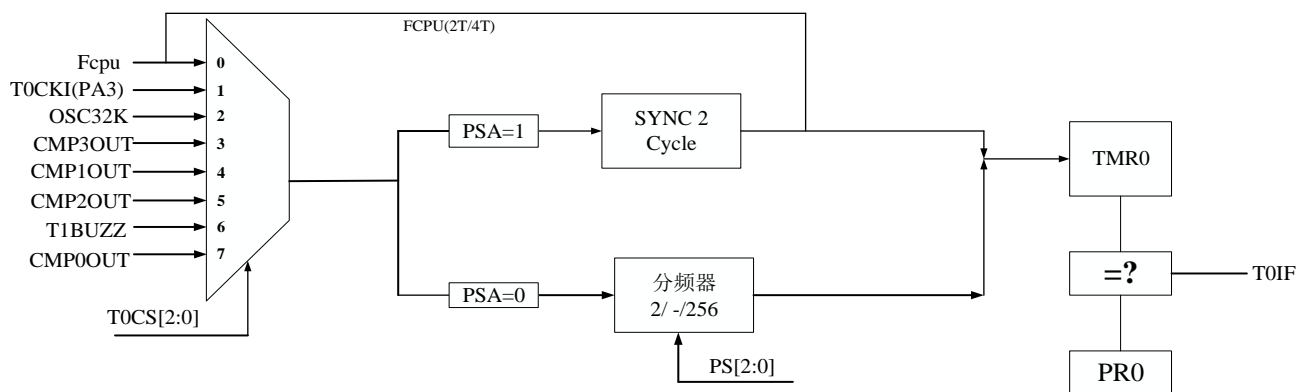 FCPU(2T/4T)
Fcpu
0
T0CKI(PA3)
1
OSC32K
2
CMP3OUT
3
CMP1OUT
4
CMP2OUT
5
T1BUZZ
6
CMP0OUT
7
T0CS[2:0]
PSA=1
SYNC 2
Cycle
PSA=0
分频器
2/ -/256
PS[2:0]
TMR0
=?
T0IF
PR0